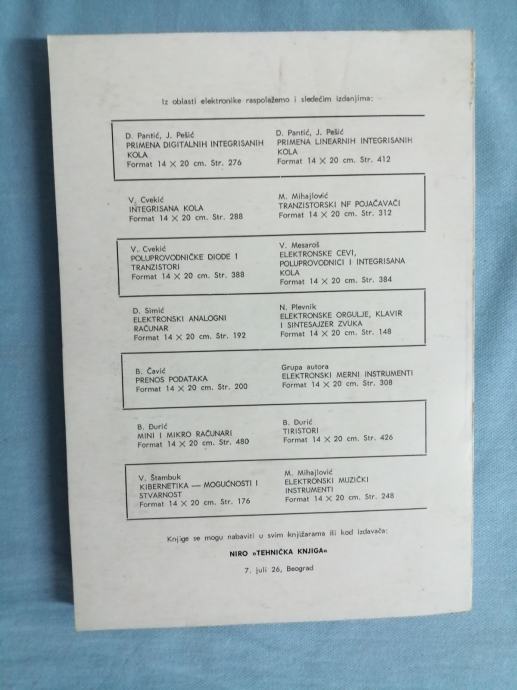 Iz oblasti elektronike raspolažemo i sledećim izdanjima:
D. Pantić, J. Pešić
PRIMENA DIGITALNIH INTEGRISANIH
KOLA
Format 14 X 20 cm. Str. 276
D. Pantić, J. Pešić
PRIMENA LINEARNIH INTEGRISANIH
KOLA
Format 14 X 20 cm. Str. 412
V. Cvekić
INTEGRISANA KOLA
Format 14 X 20 cm. Str. 288
M. Mihajlović
TRANZISTORSKI NF POJAČAVAČI
Format 14 X 20 cm. Str. 312
V. Cvekić
POLUPROVODNIČKE DIODE I
TRANZISTORI
Format 14 X 20 cm. Str. 388
V. Mesaroš
ELEKTRONSKE CEVI,
POLUPROVODNICI I INTEGRISANA
KOLA
Format 14 X 20 cm. Str. 384
D. Simić
ELEKTRONSKI ANALOGNI
RAČUNAR
Format 14 X 20 cm. Str. 192
N. Plevnik
ELEKTRONSKE ORGULJE, KLAVIR
I SINTESAJZER ZVUKA
Format 14 X 20 cm. Str. 148
B. Čavić
PRENOS PODATAKA
Format 14 X 20 cm. Str. 200
Grupa autora
ELEKTRONSKI MERNI INSTRUMENTI
Format 14 X 20 cm. Str. 308
B. Đurić
MINI I MIKRO RAČUNARI
Format 14 X 20 cm. Str. 480
B. Đurić
TIRISTORI
Format 14 X 20 cm. Str. 426
V. Štambuk
KIBERNETIKA — MOGUĆNOSTI I
STVARNOST
Format 14 X 20 cm. Str. 176
M. Mihajlović
ELEKTRONSKI MUZIČKI
INSTRUMENTI
Format 14 X 20 cm. Str. 248
Knjige se mogu nabaviti u svim knjižarama ili kod izdavača:
NIRO »TEHNIČKA KNJIGA«
7. juli 26, Beograd